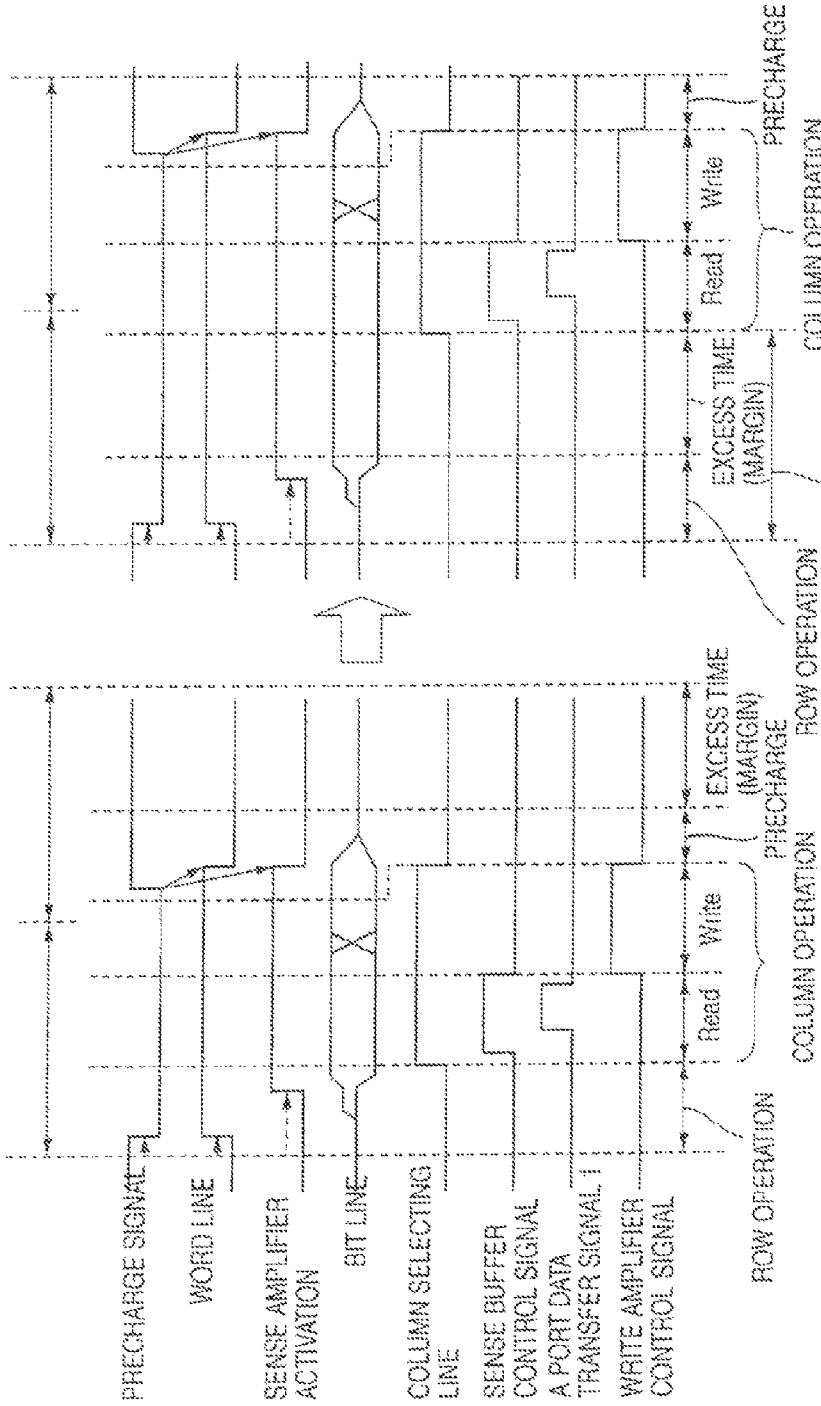 PRECHARGE SIGNAL
WORD LINE
SENSE AMPLIFIER
ACTIVATION
BIT LINE
COLUMN SELECTING
LINE
SENSE BUFFER
CONTROL SIGNAL
A PORT DATA
TRANSFER SIGNAL 1
WRITE AMPLIFIER
CONTROL SIGNAL
Read
Write
ROW OPERATION
COLUMN OPERATION
PRECHARGE
EXCESS TIME
(MARGIN)
ROW OPERATION
EXCESS TIME
(MARGIN)
Read
Write
COLUMN OPERATION
PRECHARGE